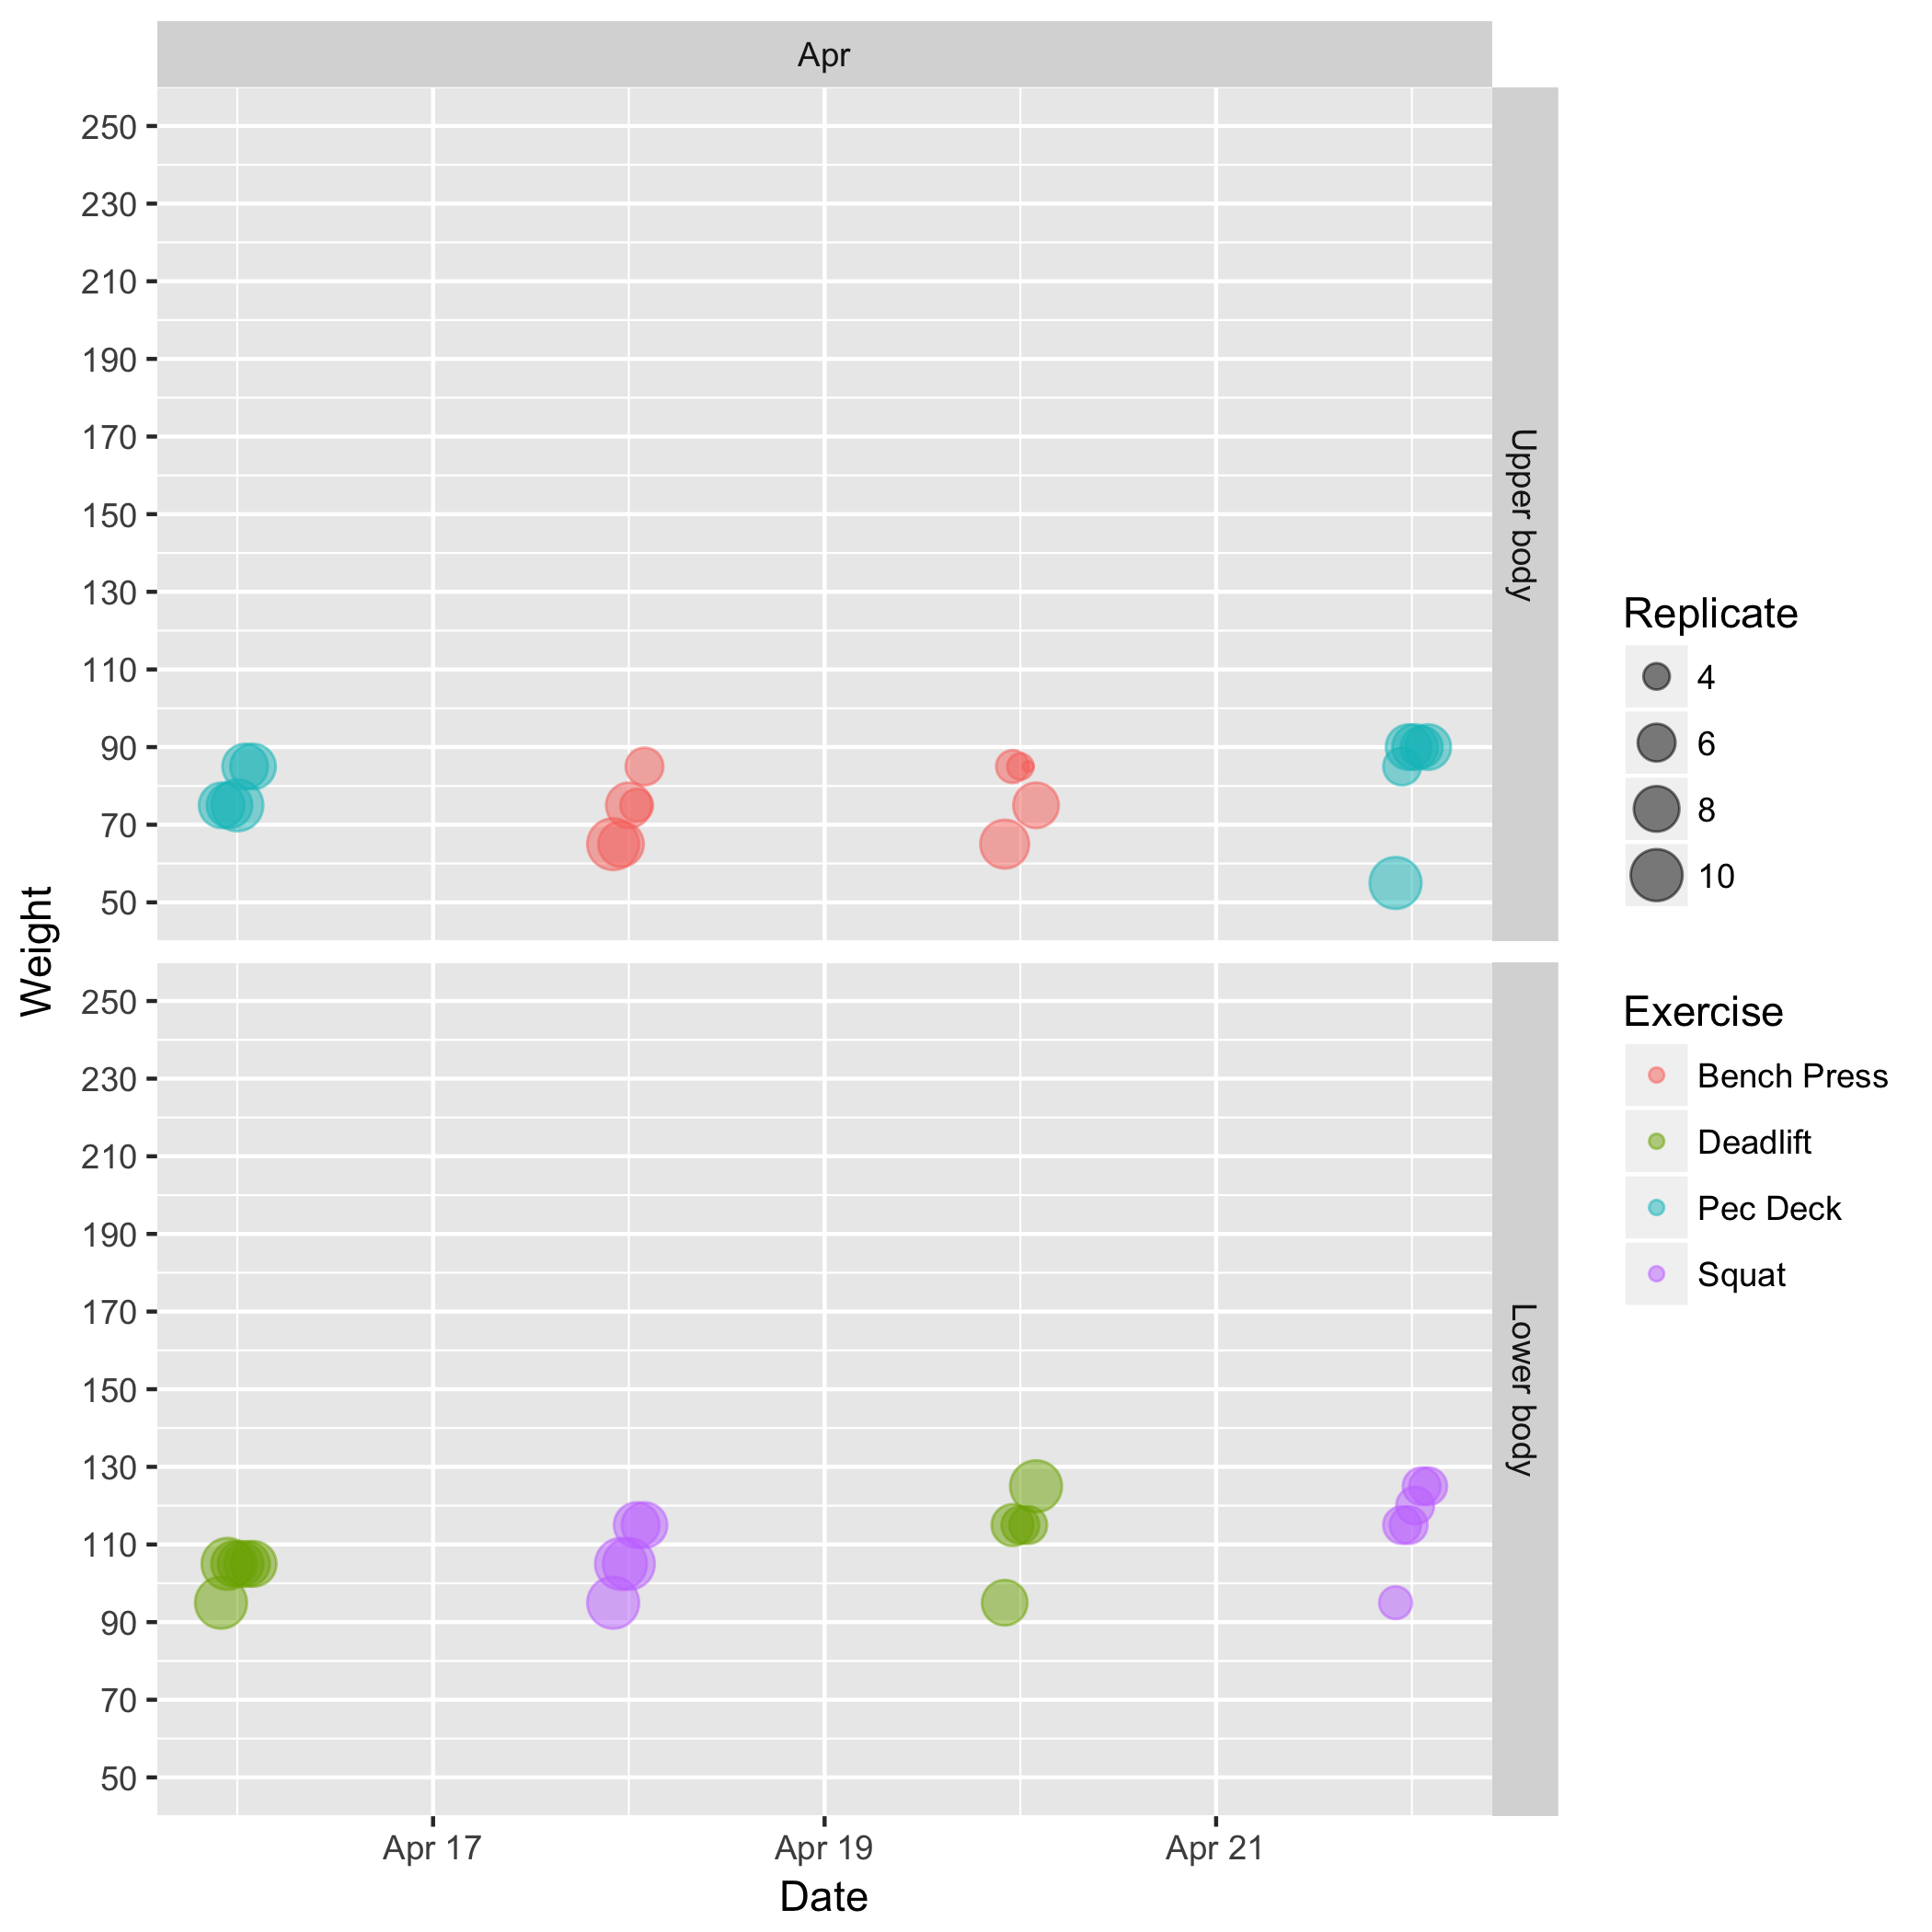 Apr
Weight
250
230
210
190
170
150
130
110
90
70
50
Upper body
250
230
210
190
170
150
130
110
90
70
50
Lower body
Apr 17
Apr 19
Apr 21
Date
Replicate
4
6
8
10
Exercise
Bench Press
Deadlift
Pec Deck
Squat